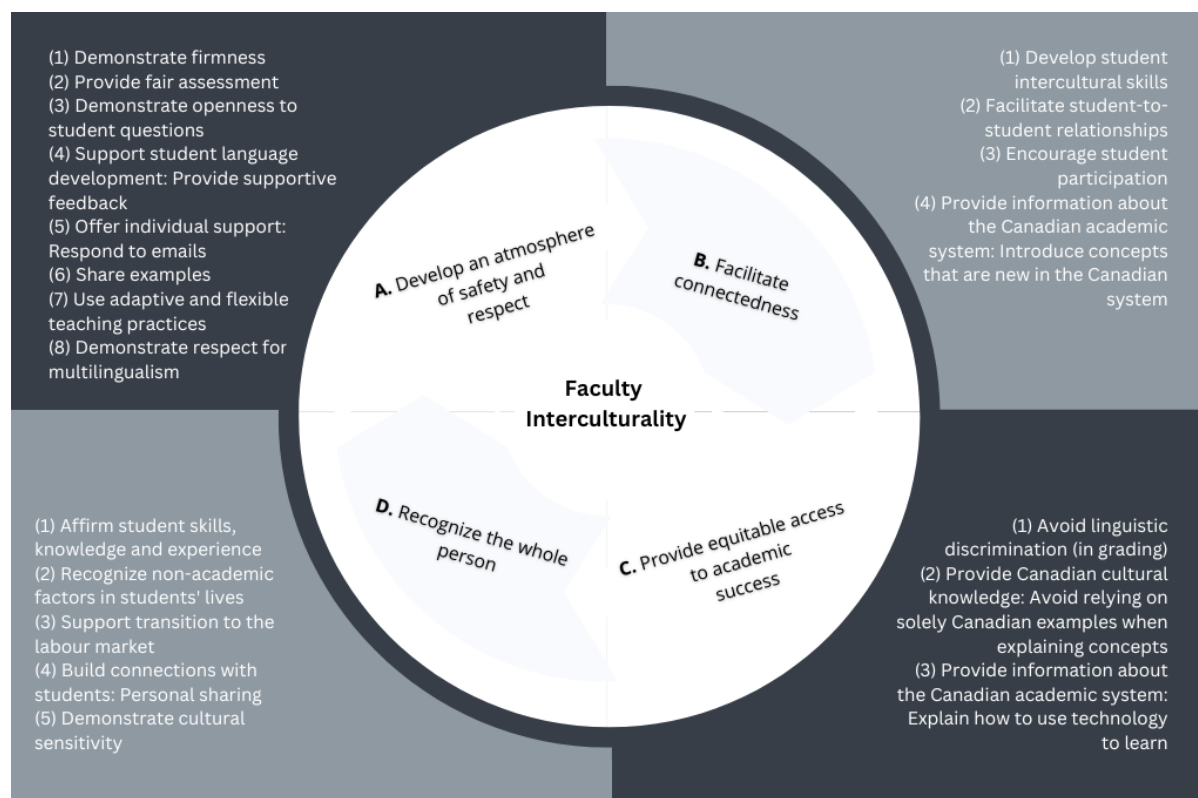 (1) Demonstrate firmness
(2) Provide fair assessment
(3) Demonstrate openness to
student questions
(4) Support student language
development: Provide supportive
feedback
(5) Offer individual support:
Respond to emails
(6) Share examples
(7) Use adaptive and flexible
teaching practices
(8) Demonstrate respect for
multilingualism
(1) Develop student
intercultural skills
(2) Facilitate student-to-
student relationships
(3) Encourage student
participation
(4) Provide information about
the Canadian academic
system: Introduce concepts
that are new in the Canadian
system
A. Develop an atmosphere
of safety and
respect
B. Facilitate
connectedness
Faculty
Interculturality
D. Recognize the whole
person
C. Provide equitable access
to academic
success
(1) Affirm student skills,
knowledge and experience
(2) Recognize non-academic
factors in students' lives
(3) Support transition to the
labour market
(4) Build connections with
students: Personal sharing
(5) Demonstrate cultural
sensitivity
(1) Avoid linguistic
discrimination (in grading)
(2) Provide Canadian cultural
knowledge: Avoid relying on
solely Canadian examples when
explaining concepts
(3) Provide information about
the Canadian academic system:
Explain how to use technology
to learn